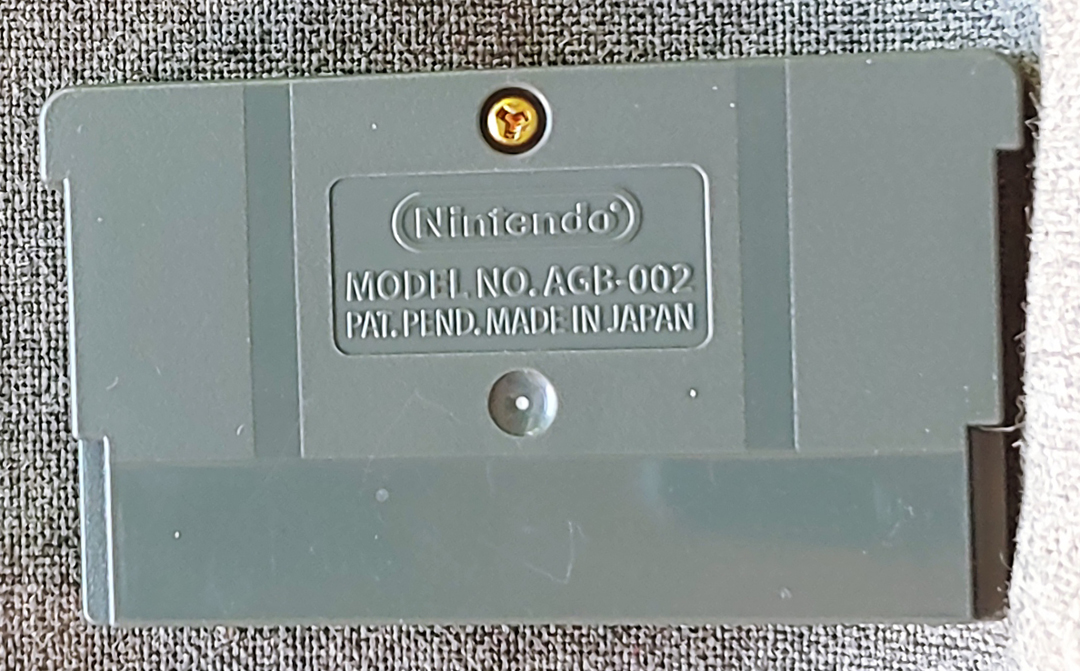 Nintendo
MODEL NO. AGB-002
PAT. PEND. MADE IN JAPAN